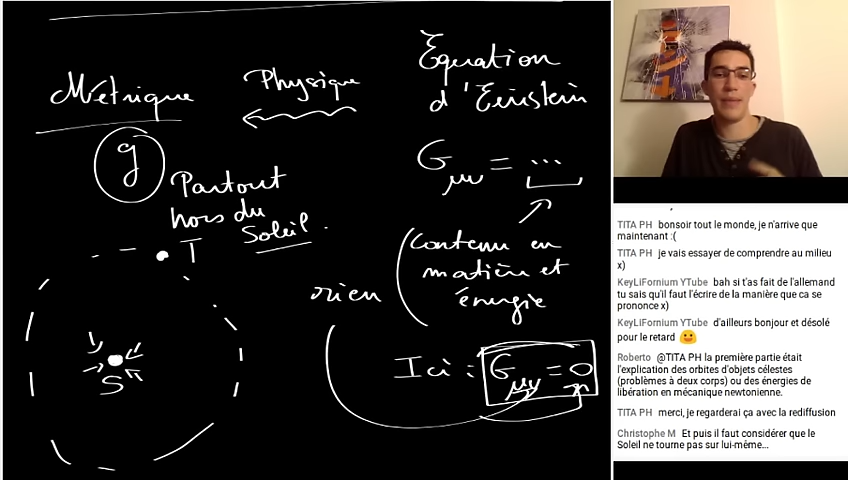 Métrique
Physique
Équation
d'Einstein
g
Partout
hors du
Soleil.
Gμν = ...
T
(contenu en
matière et
énergie
rien
S
Ici : Gμν = 0
TITA PH bonsoir tout le monde, je n'arrive que
maintenant :(
TITA PH je vais essayer de comprendre au milieu
x)
KeyLiFornium YTube bah si t'as fait de l'allemand
tu sais qu'il faut l'écrire de la manière que ca se
prononce x)
KeyLiFornium YTube d'ailleurs bonjour et désolé
pour le retard 😀
Roberto @TITA PH la première partie était
l'explication des orbites d'objets célestes
(problèmes à deux corps) ou des énergies de
libération en mécanique newtonienne.
TITA PH merci, je regarderai ça avec la rediffusion
Christophe M Et puis il faut considérer que le
Soleil ne tourne pas sur lui-même...